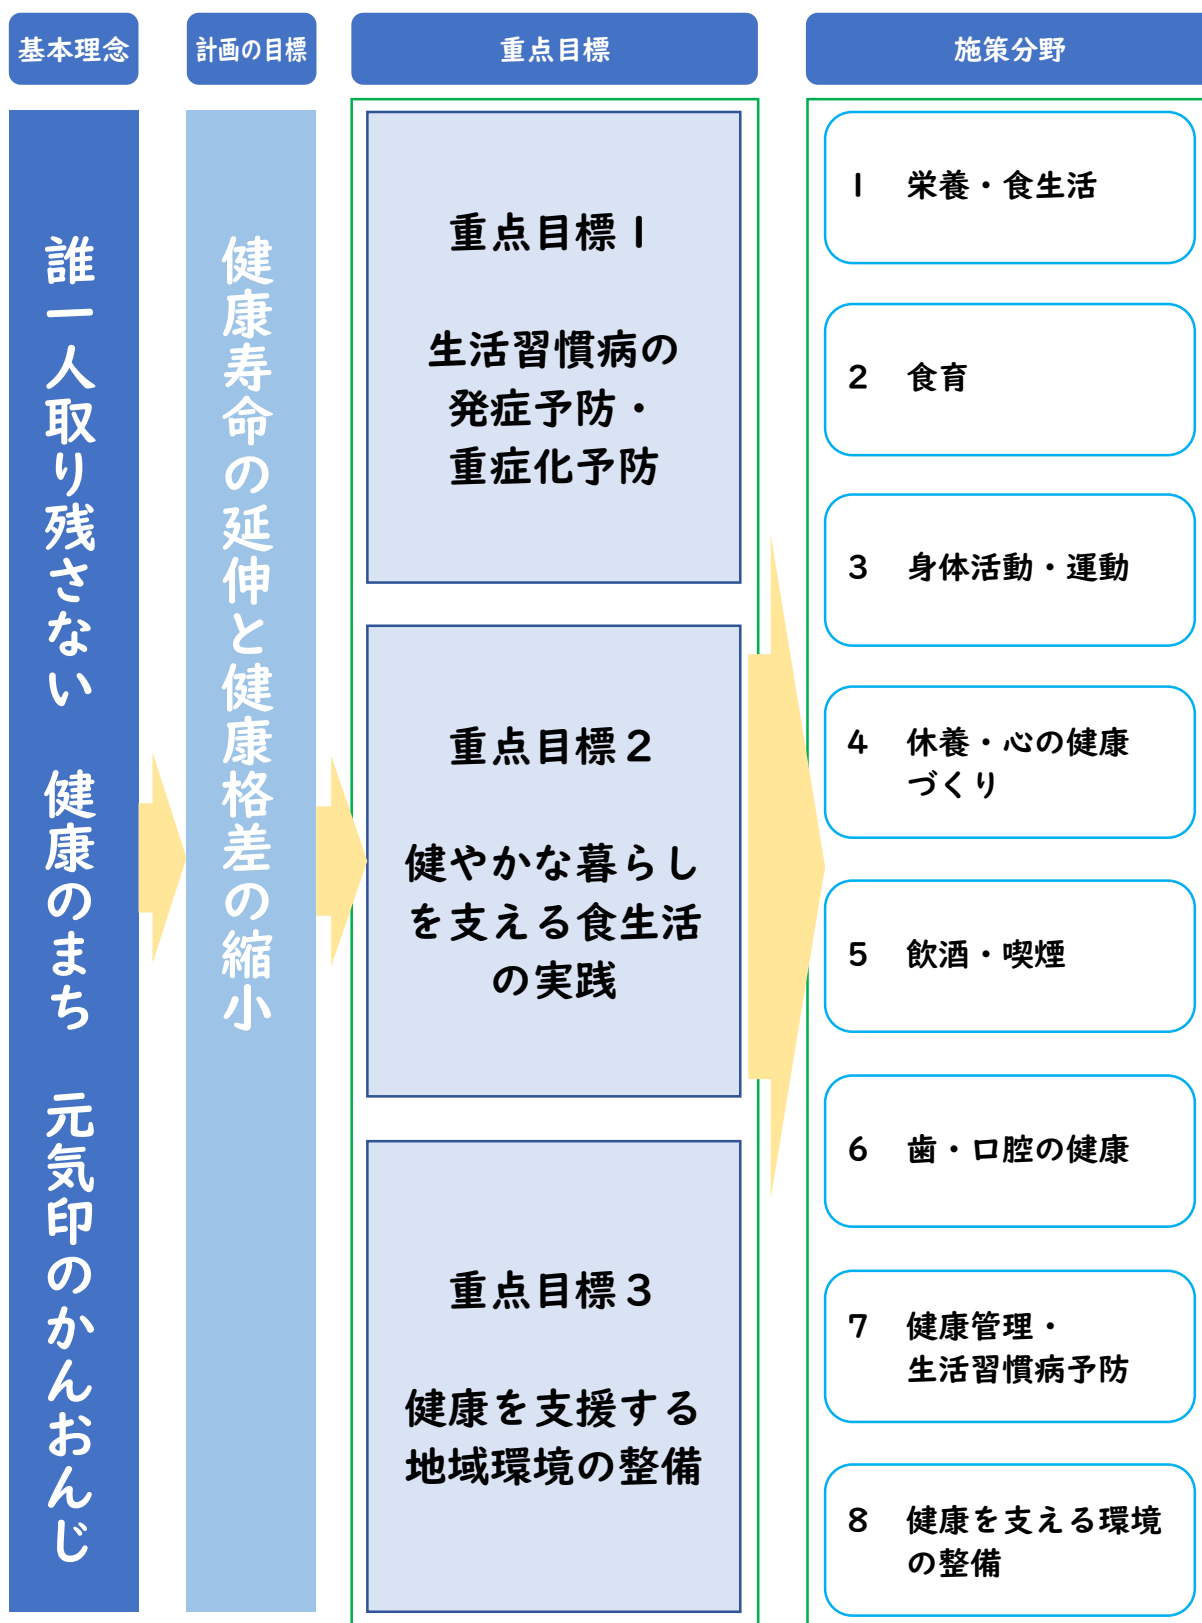 基本理念
計画の目標
重点目標
施策分野
誰一人取り残さない　健康のまち　元気印のかんおんじ
健康寿命の延伸と健康格差の縮小
重点目標１
生活習慣病の
発症予防・
重症化予防
重点目標２
健やかな暮らし
を支える食生活
の実践
重点目標３
健康を支援する
地域環境の整備
１　栄養・食生活
２　食育
３　身体活動・運動
４　休養・心の健康
づくり
５　飲酒・喫煙
６　歯・口腔の健康
７　健康管理・
生活習慣病予防
８　健康を支える環境
の整備